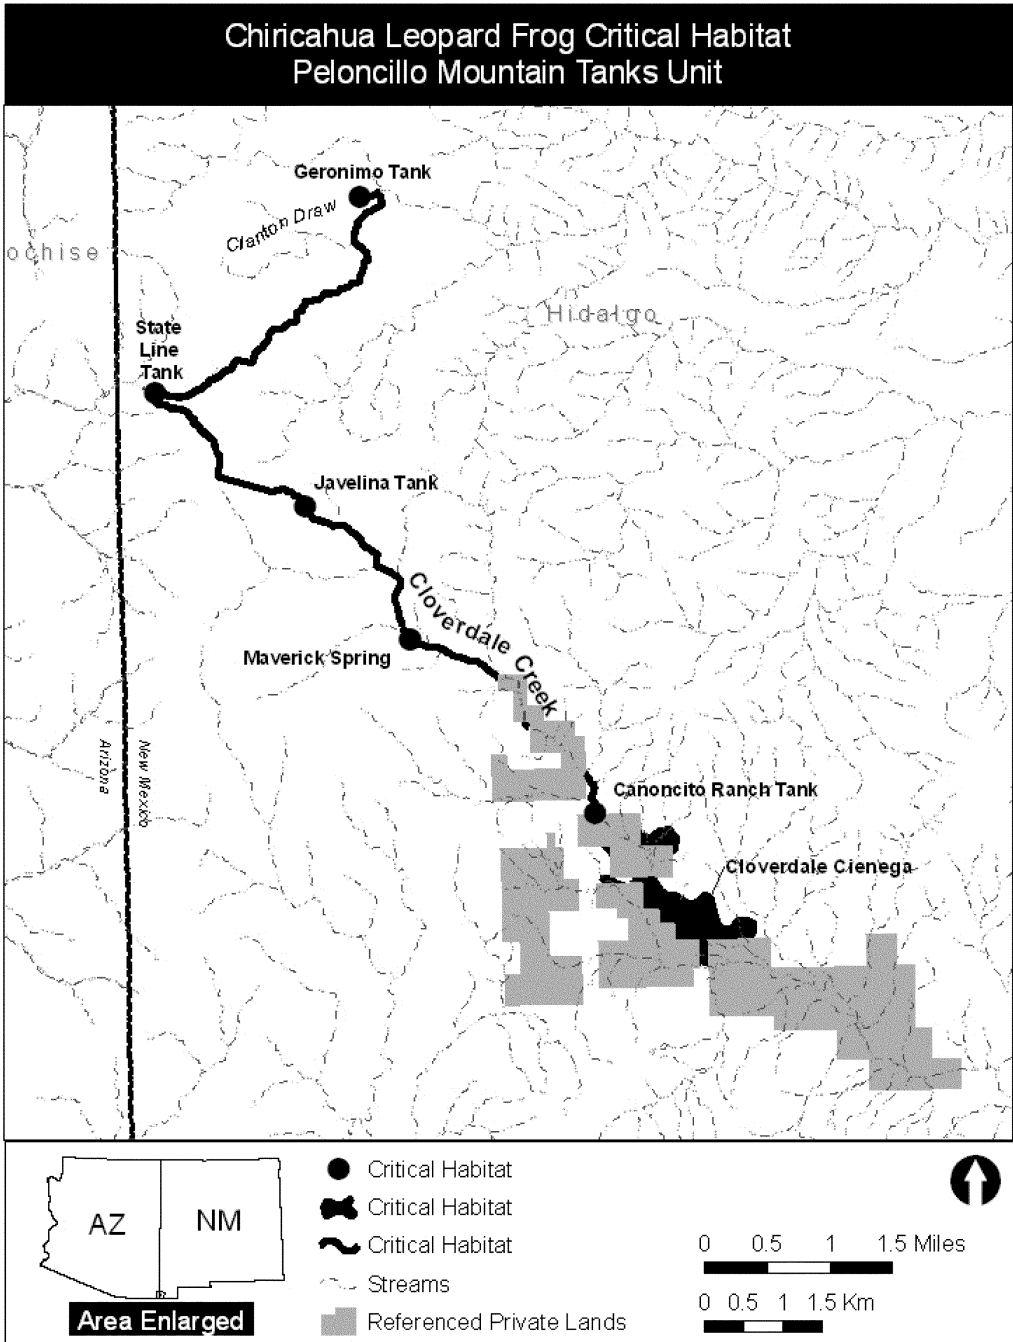 Chiricahua Leopard Frog Critical Habitat
Peloncillo Mountain Tanks Unit
Geronimo Tank
Clanton Draw
ochise
Hidalgo
State
Line
Tank
Javelina Tank
Cloverdale Creek
Maverick Spring
Arizona
New Mexico
Canoncito Ranch Tank
Cloverdale Cienega
AZ
NM
Area Enlarged
Critical Habitat
Critical Habitat
Critical Habitat
Streams
Referenced Private Lands
0 0.5 1 1.5 Miles
0 0.5 1 1.5 Km